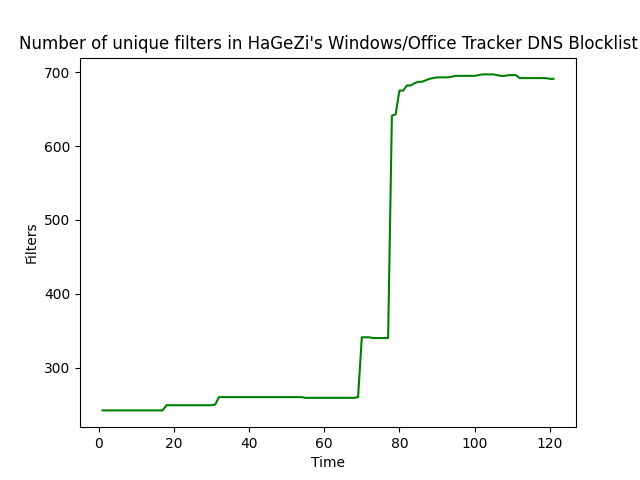 Number of unique filters in HaGeZi's Windows/Office Tracker DNS Blocklist
700
600
500
400
300
Filters
0 20 40 60 80 100 120
Time